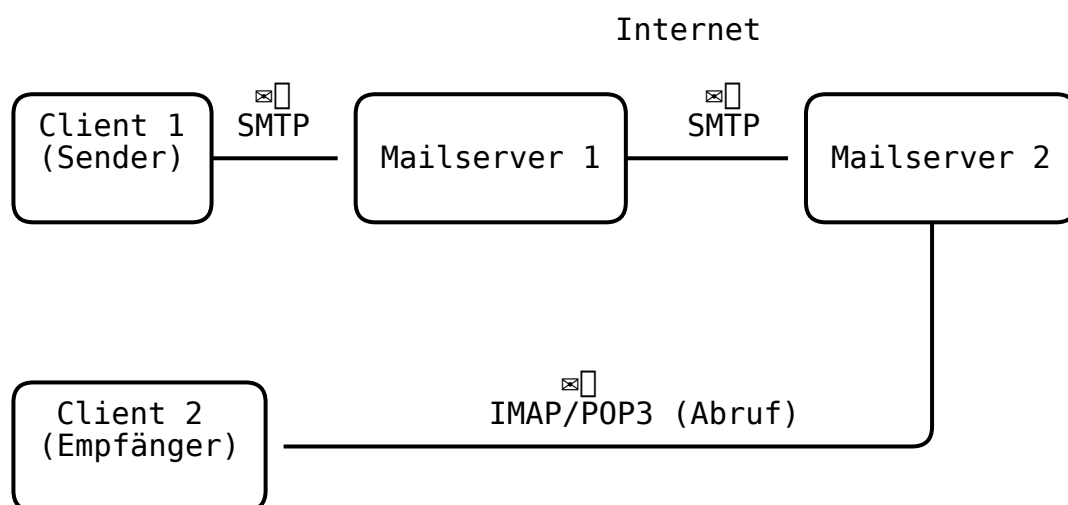 Internet
✉ ✉
Client 1 SMTP SMTP
(Sender) Mailserver 1 Mailserver 2
✉
Client 2 IMAP/POP3 (Abruf)
(Empfänger)